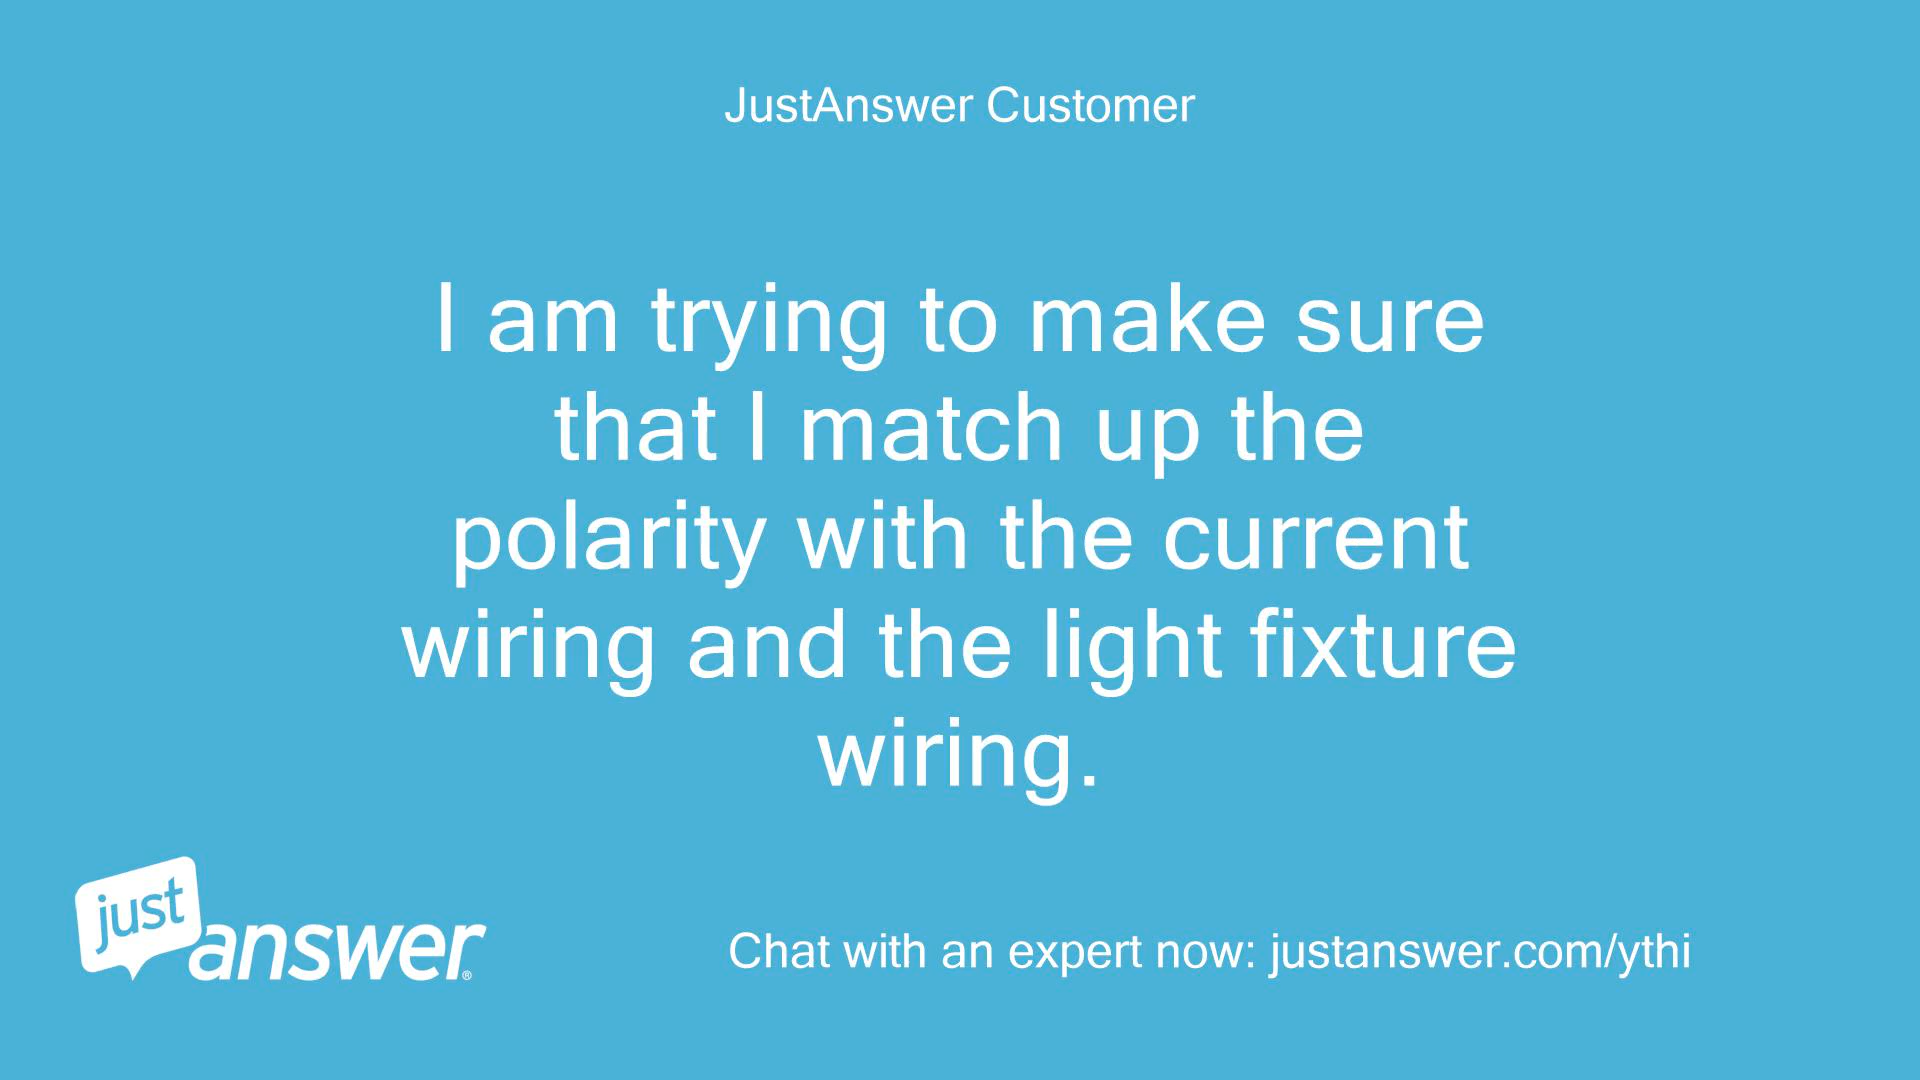 JustAnswer Customer
I am trying to make sure
that I match up the
polarity with the current
wiring and the light fixture
wiring.
just
answer®
Chat with an expert now: justanswer.com/ythi